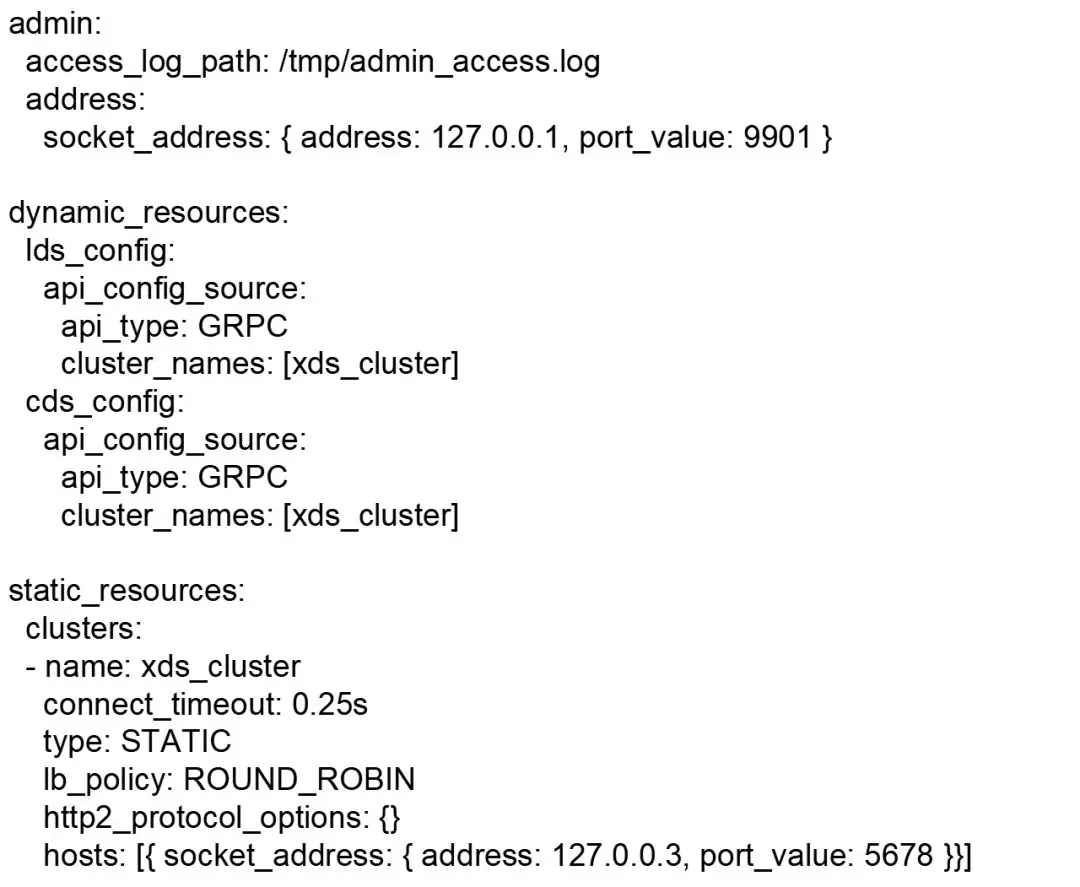 admin:
  access_log_path: /tmp/admin_access.log
  address:
    socket_address: { address: 127.0.0.1, port_value: 9901 }

dynamic_resources:
  lds_config:
    api_config_source:
      api_type: GRPC
      cluster_names: [xds_cluster]
  cds_config:
    api_config_source:
      api_type: GRPC
      cluster_names: [xds_cluster]

static_resources:
  clusters:
  - name: xds_cluster
    connect_timeout: 0.25s
    type: STATIC
    lb_policy: ROUND_ROBIN
    http2_protocol_options: {}
    hosts: [{ socket_address: { address: 127.0.0.3, port_value: 5678 }}]